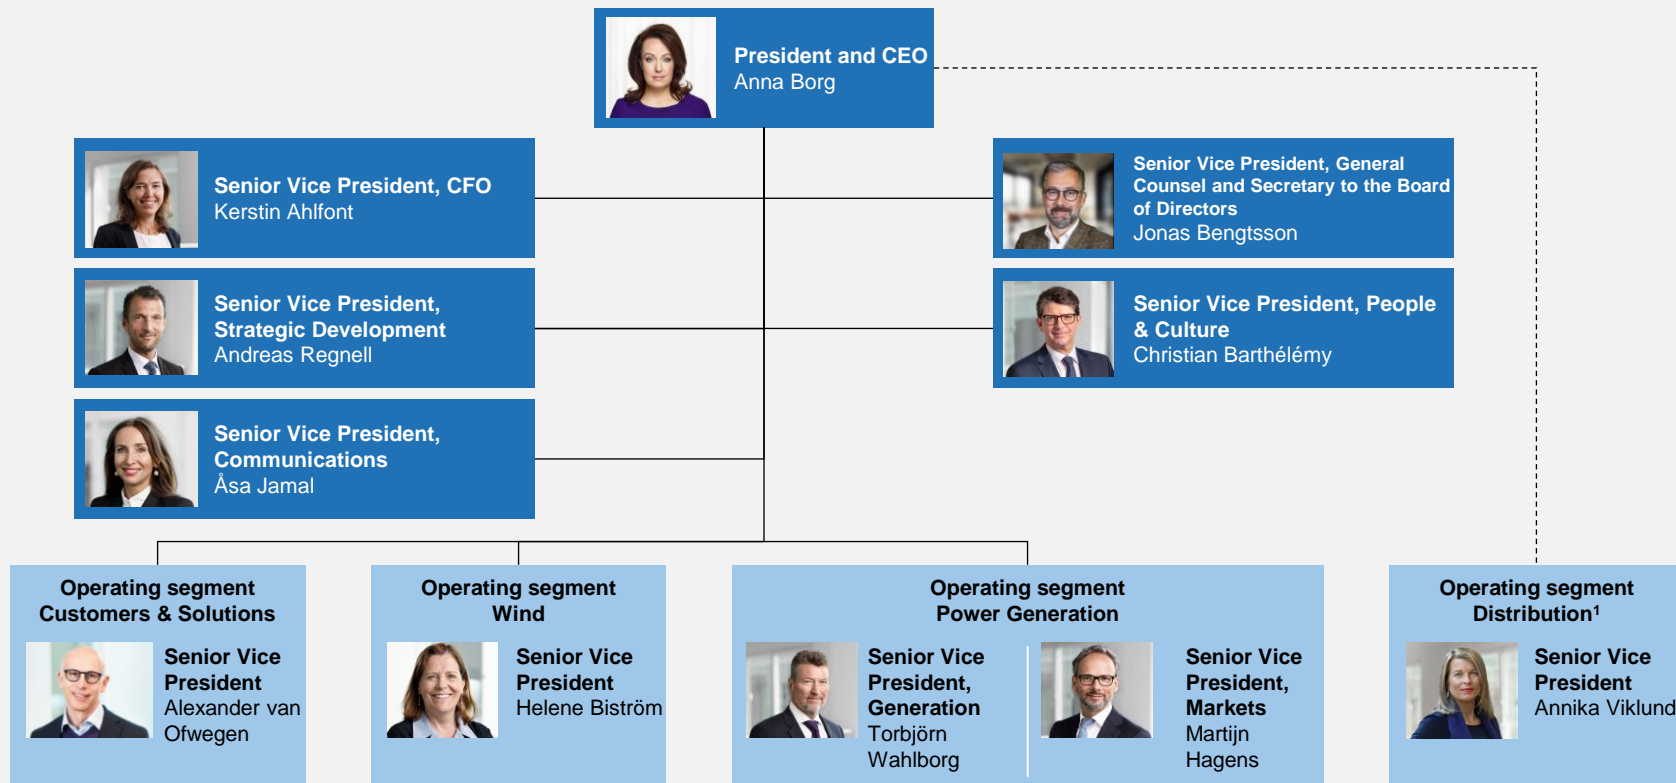 President and CEO
Anna Borg
Senior Vice President, CFO
Kerstin Ahlfont
Senior Vice President, General
Counsel and Secretary to the Board
of Directors
Jonas Bengtsson
Senior Vice President,
Strategic Development
Andreas Regnell
Senior Vice President, People
& Culture
Christian Barthélémy
Senior Vice President,
Communications
Åsa Jamal
Operating segment
Customers & Solutions
Senior Vice
President
Alexander van
Ofwegen
Operating segment
Wind
Senior Vice
President
Helene Biström
Operating segment
Power Generation
Senior Vice
President,
Generation
Torbjörn
Wahlborg
Senior Vice
President,
Markets
Martijn
Hagens
Operating segment
Distribution¹
Senior Vice
President
Annika Viklund